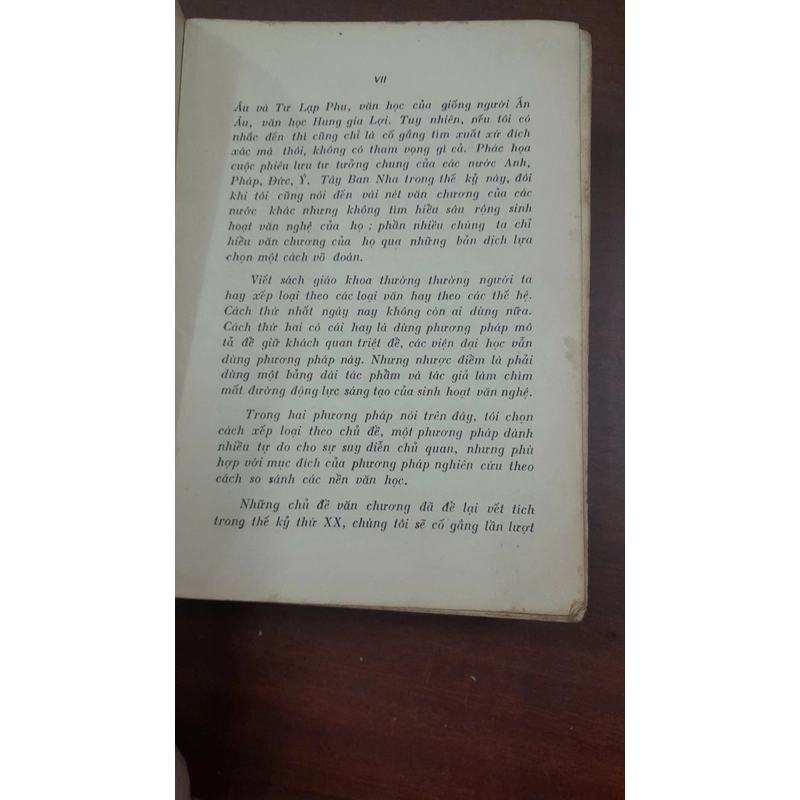 VII
Âu và Tư Lạp Phu, văn học của giống người Ấn
Âu, văn học Hung gia Lợi. Tuy nhiên, nếu tôi có
nhắc đến thì cũng chỉ là cố gắng tìm xuất xứ đích
xác mà thôi, không có tham vọng gì cả. Phác họa
cuộc phiêu lưu tư tưởng chung của các nước Anh,
Pháp, Đức, Ý. Tây Ban Nha trong thế kỷ này, đôi
khi tôi cũng nói đến vài nét văn chương của các
nước khác nhưng không tìm hiểu sâu rộng sinh
hoạt văn nghệ của họ ; phần nhiều chúng ta chỉ
hiểu văn chương của họ qua những bản dịch lựa
chọn một cách võ đoán.
Viết sách giáo khoa thường thường người ta
hay xếp loại theo các loại văn hay theo các thế hệ.
Cách thứ nhất ngày nay không còn ai dùng nữa.
Cách thứ hai có cái hay là dùng phương pháp mô
tả để giữ khách quan triệt để, các viện đại học vẫn
dùng phương pháp này. Nhưng nhược điểm là phải
dùng một bảng dài tác phẩm và tác giả làm chìm
mất đường động lực sáng tạo của sinh hoạt văn nghệ.
Trong hai phương pháp nói trên đây, tôi chọn
cách xếp loại theo chủ đề, một phương pháp dành
nhiều tự do cho sự suy diễn chủ quan, nhưng phù
hợp với mục đích của phương pháp nghiên cứu theo
cách so sánh các nền văn học.
Những chủ đề văn chương đã để lại vết tích
trong thế kỷ thứ XX, chúng tôi sẽ cố gắng lần lượt